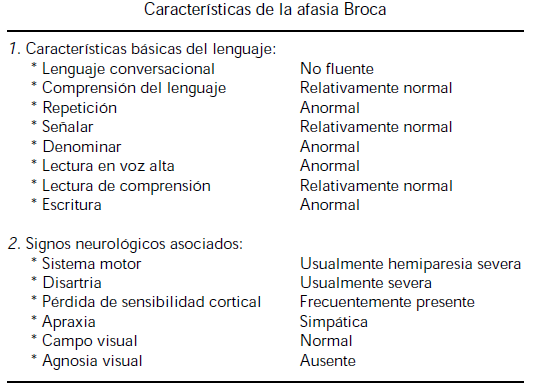 Características de la afasia Broca
1. Características básicas del lenguaje:
* Lenguaje conversacional No fluente
* Comprensión del lenguaje Relativamente normal
* Repetición Anormal
* Señalar Relativamente normal
* Denominar Anormal
* Lectura en voz alta Anormal
* Lectura de comprensión Relativamente normal
* Escritura Anormal
2. Signos neurológicos asociados:
* Sistema motor Usualmente hemiparesia severa
* Disartria Usualmente severa
* Pérdida de sensibilidad cortical Frecuentemente presente
* Apraxia Simpática
* Campo visual Normal
* Agnosia visual Ausente